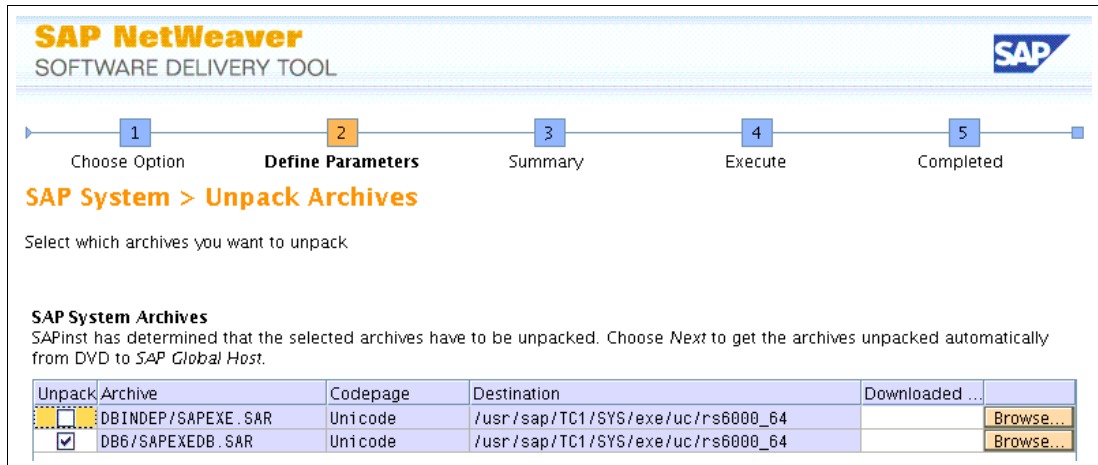 SAP NetWeaver
SOFTWARE DELIVERY TOOL
SAP
1 2 3 4 5
Choose Option Define Parameters Summary Execute Completed
SAP System > Unpack Archives
Select which archives you want to unpack
SAP System Archives
SAPinst has determined that the selected archives have to be unpacked. Choose Next to get the archives unpacked automatically
from DVD to SAP Global Host.
Unpack Archive Codepage Destination Downloaded ...
DBINDEP/SAPEXE.SAR Unicode /usr/sap/TC1/SYS/exe/uc/rs6000_64 Browse...
DB6/SAPEXEDB.SAR Unicode /usr/sap/TC1/SYS/exe/uc/rs6000_64 Browse...